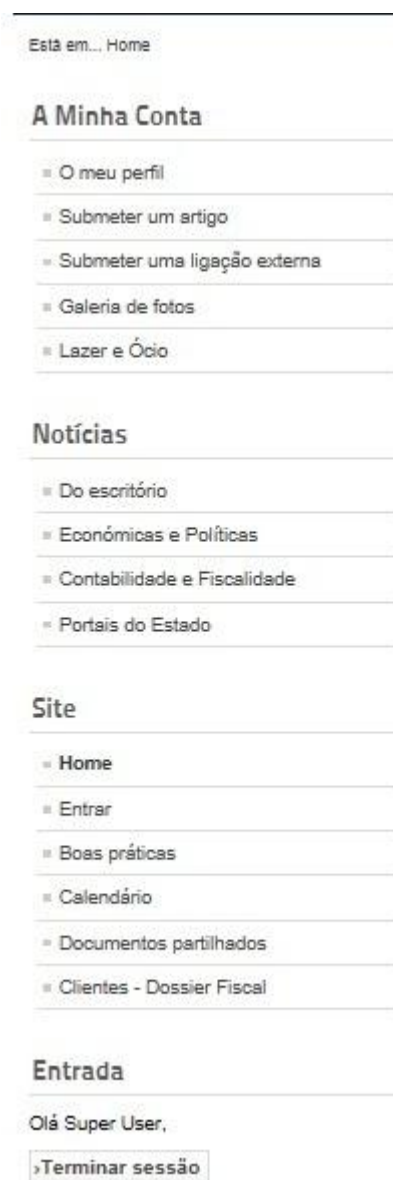 Está em... Home
A Minha Conta
O meu perfil
Submeter um artigo
Submeter uma ligação externa
Galeria de fotos
Lazer e Ócio
Notícias
Do escritório
Económicas e Políticas
Contabilidade e Fiscalidade
Portais do Estado
Site
Home
Entrar
Boas práticas
Calendário
Documentos partilhados
Clientes - Dossier Fiscal
Entrada
Olá Super User,
›Terminar sessão